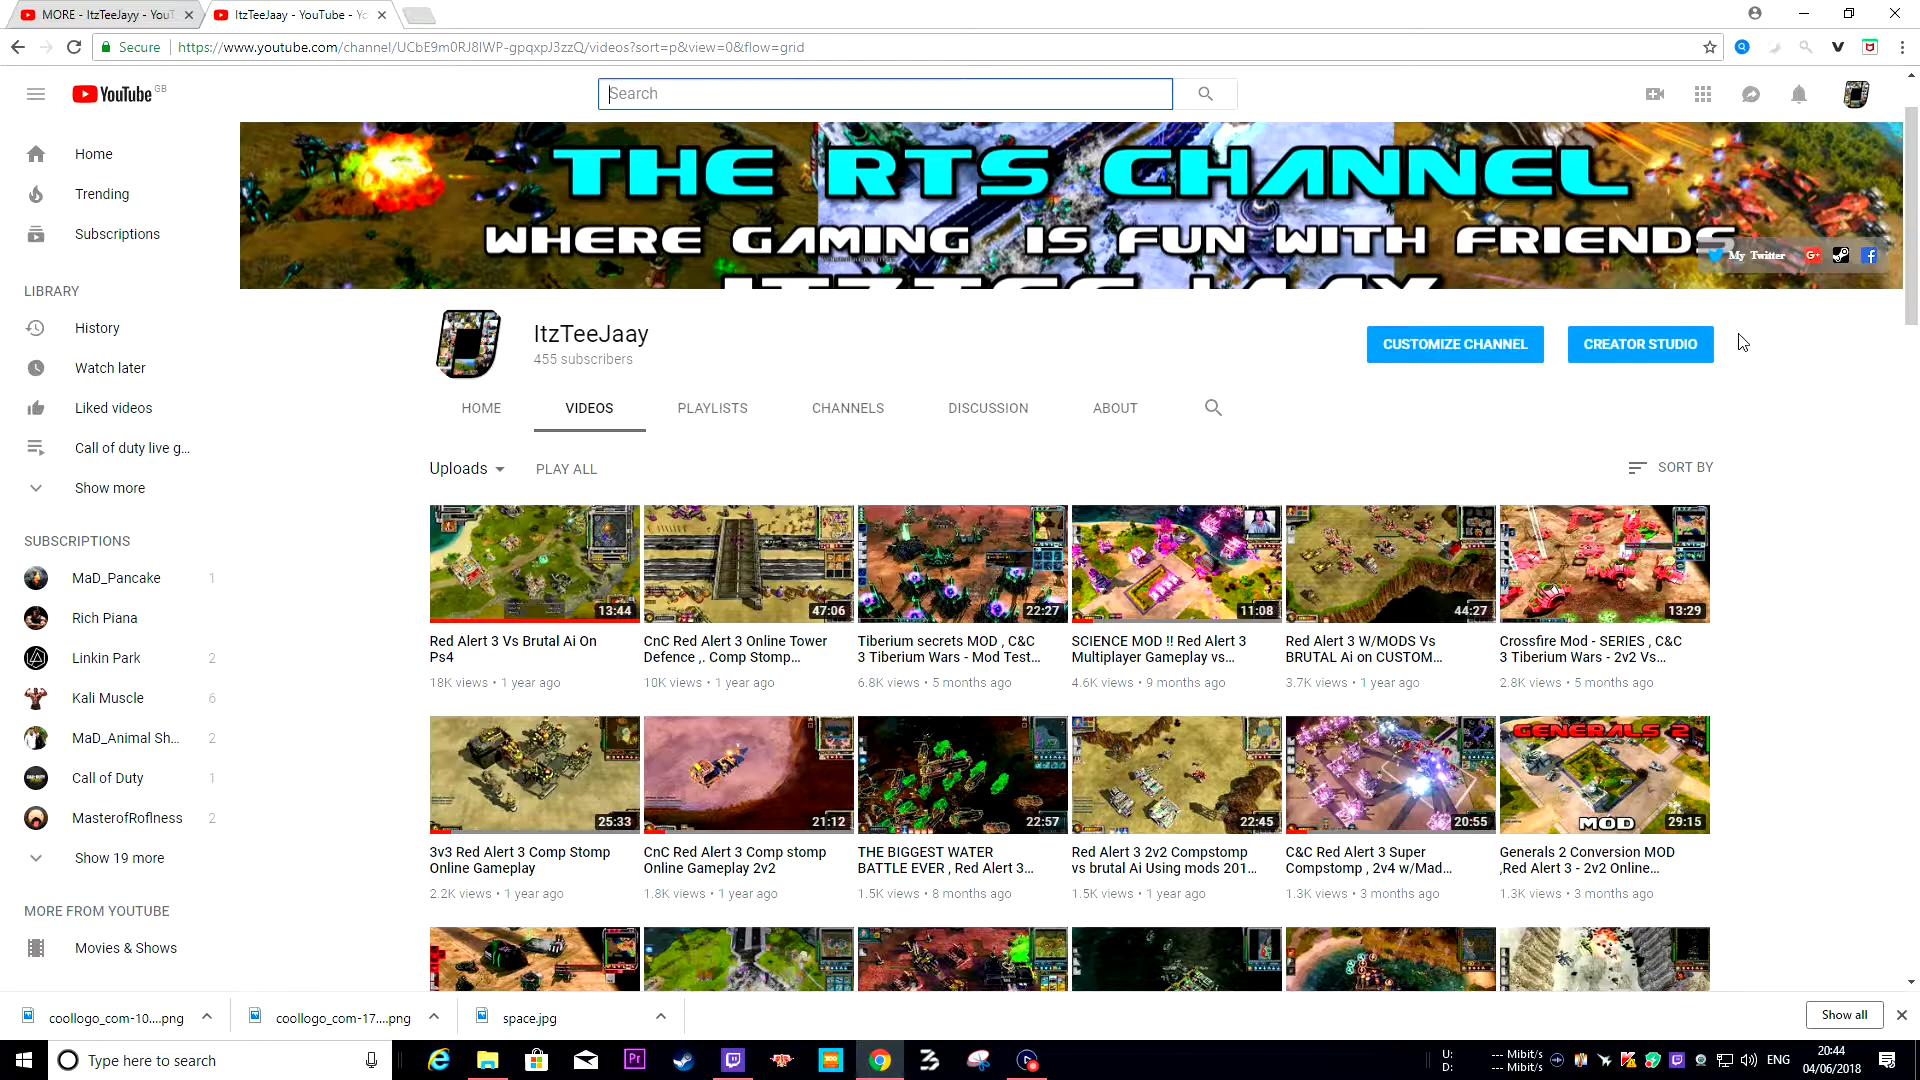 MORE - ItzTeeJayy - YouT
ItzTeeJaay - YouTube - Yo
Secure
https://www.youtube.com/channel/UCbE9m0RJ8lWP-gpqxpJ3zzQ/videos?sort=p&view=0&flow=grid
YouTube GB
Search
Home
Trending
Subscriptions
LIBRARY
History
Watch later
Liked videos
Call of duty live g...
Show more
SUBSCRIPTIONS
MaD_Pancake 1
Rich Piana
Linkin Park 2
Kali Muscle 6
MaD_Animal Sh... 2
Call of Duty 1
MasterofRoflness 2
Show 19 more
MORE FROM YOUTUBE
Movies & Shows
THE RTS CHANNEL
WHERE GAMING IS FUN WITH FRIENDS
ITZTEEJAAY
My Twitter
ItzTeeJaay
455 subscribers
CUSTOMIZE CHANNEL
CREATOR STUDIO
HOME VIDEOS PLAYLISTS CHANNELS DISCUSSION ABOUT
Uploads
PLAY ALL
SORT BY
13:44
47:06
22:27
11:08
44:27
13:29
Red Alert 3 Vs Brutal Ai On
Ps4
18K views • 1 year ago
CnC Red Alert 3 Online Tower
Defence ,. Comp Stomp...
10K views • 1 year ago
Tiberium secrets MOD , C&C
3 Tiberium Wars - Mod Test...
6.8K views • 5 months ago
SCIENCE MOD !! Red Alert 3
Multiplayer Gameplay vs...
4.6K views • 9 months ago
Red Alert 3 W/MODS Vs
BRUTAL Ai on CUSTOM...
3.7K views • 1 year ago
Crossfire Mod - SERIES , C&C
3 Tiberium Wars - 2v2 Vs...
2.8K views • 5 months ago
25:33
21:12
22:57
22:45
20:55
GENERALS 2
MOD
29:15
3v3 Red Alert 3 Comp Stomp
Online Gameplay
2.2K views • 1 year ago
CnC Red Alert 3 Comp stomp
Online Gameplay 2v2
1.8K views • 1 year ago
THE BIGGEST WATER
BATTLE EVER , Red Alert 3...
1.5K views • 8 months ago
Red Alert 3 2v2 Compstomp
vs brutal Ai Using mods 201...
1.5K views • 1 year ago
C&C Red Alert 3 Super
Compstomp , 2v4 w/Mad...
1.3K views • 3 months ago
Generals 2 Conversion MOD
,Red Alert 3 - 2v2 Online...
1.3K views • 3 months ago
coollogo_com-10....png
coollogo_com-17....png
space.jpg
Show all
Type here to search
U: --- Mibit/s
D: --- Mibit/s
ENG
20:44
04/06/2018